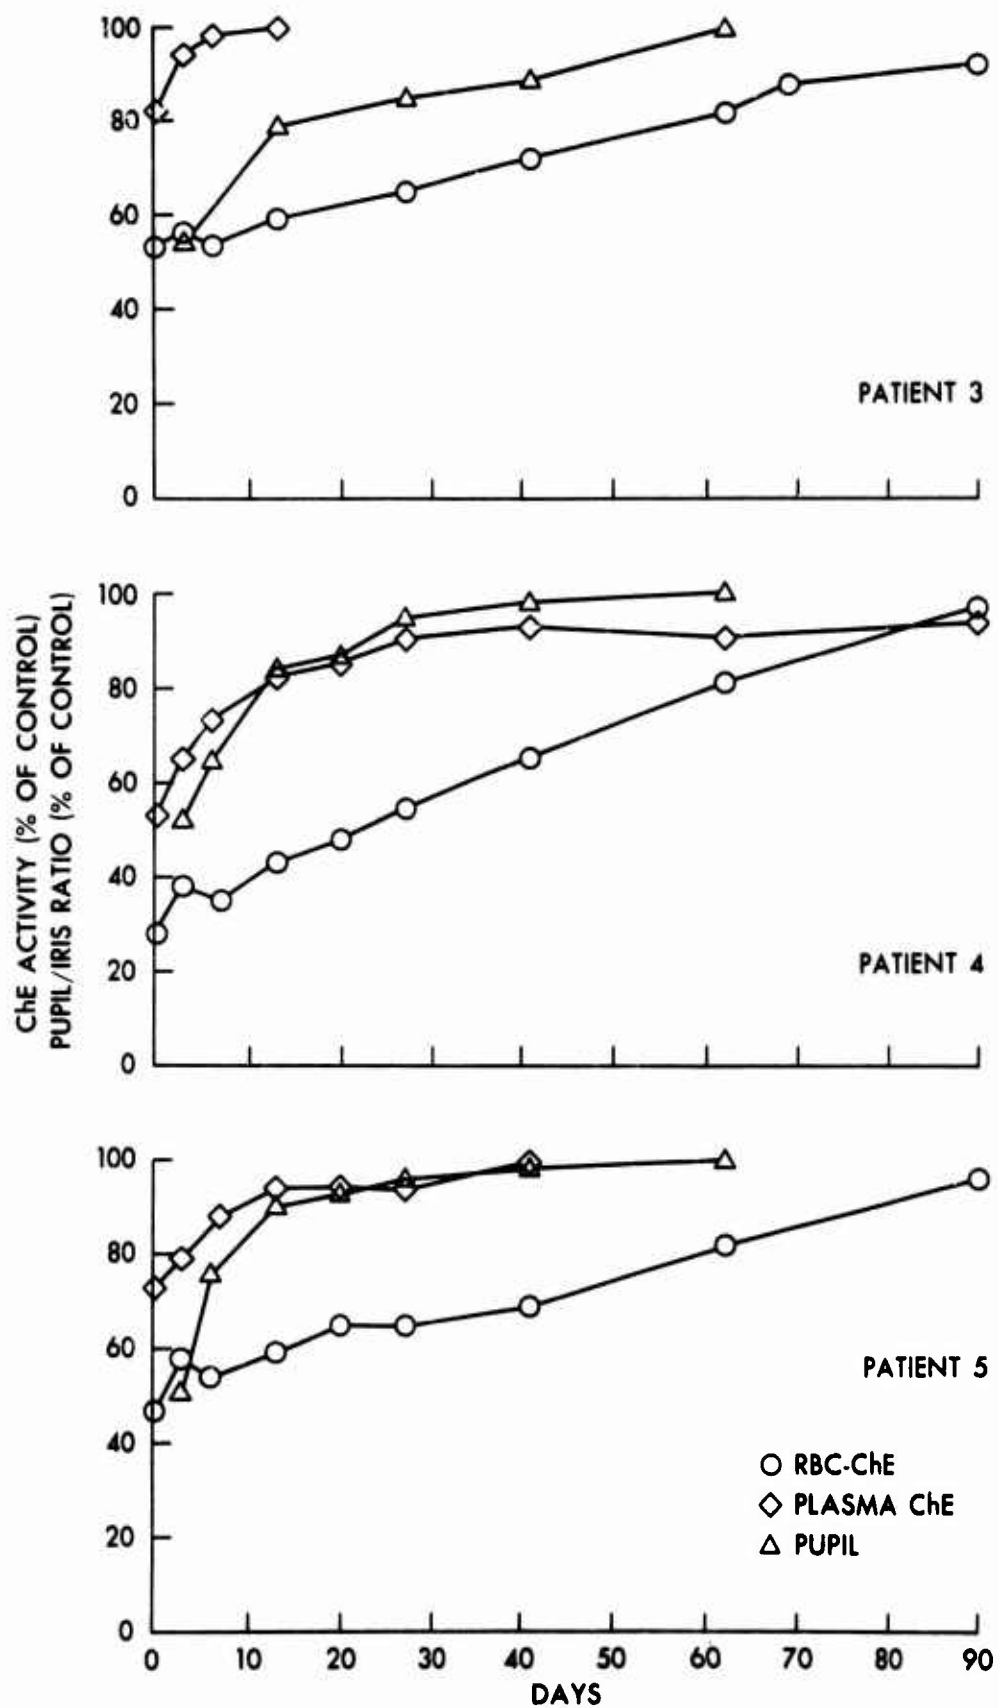 100
80
60
40
20
0
PATIENT 3
ChE ACTIVITY (% OF CONTROL)
PUPIL/IRIS RATIO (% OF CONTROL)
100
80
60
40
20
0
PATIENT 4
100
80
60
40
20
0
PATIENT 5
RBC-ChE
PLASMA ChE
PUPIL
0 10 20 30 40 50 60 70 80 90
DAYS